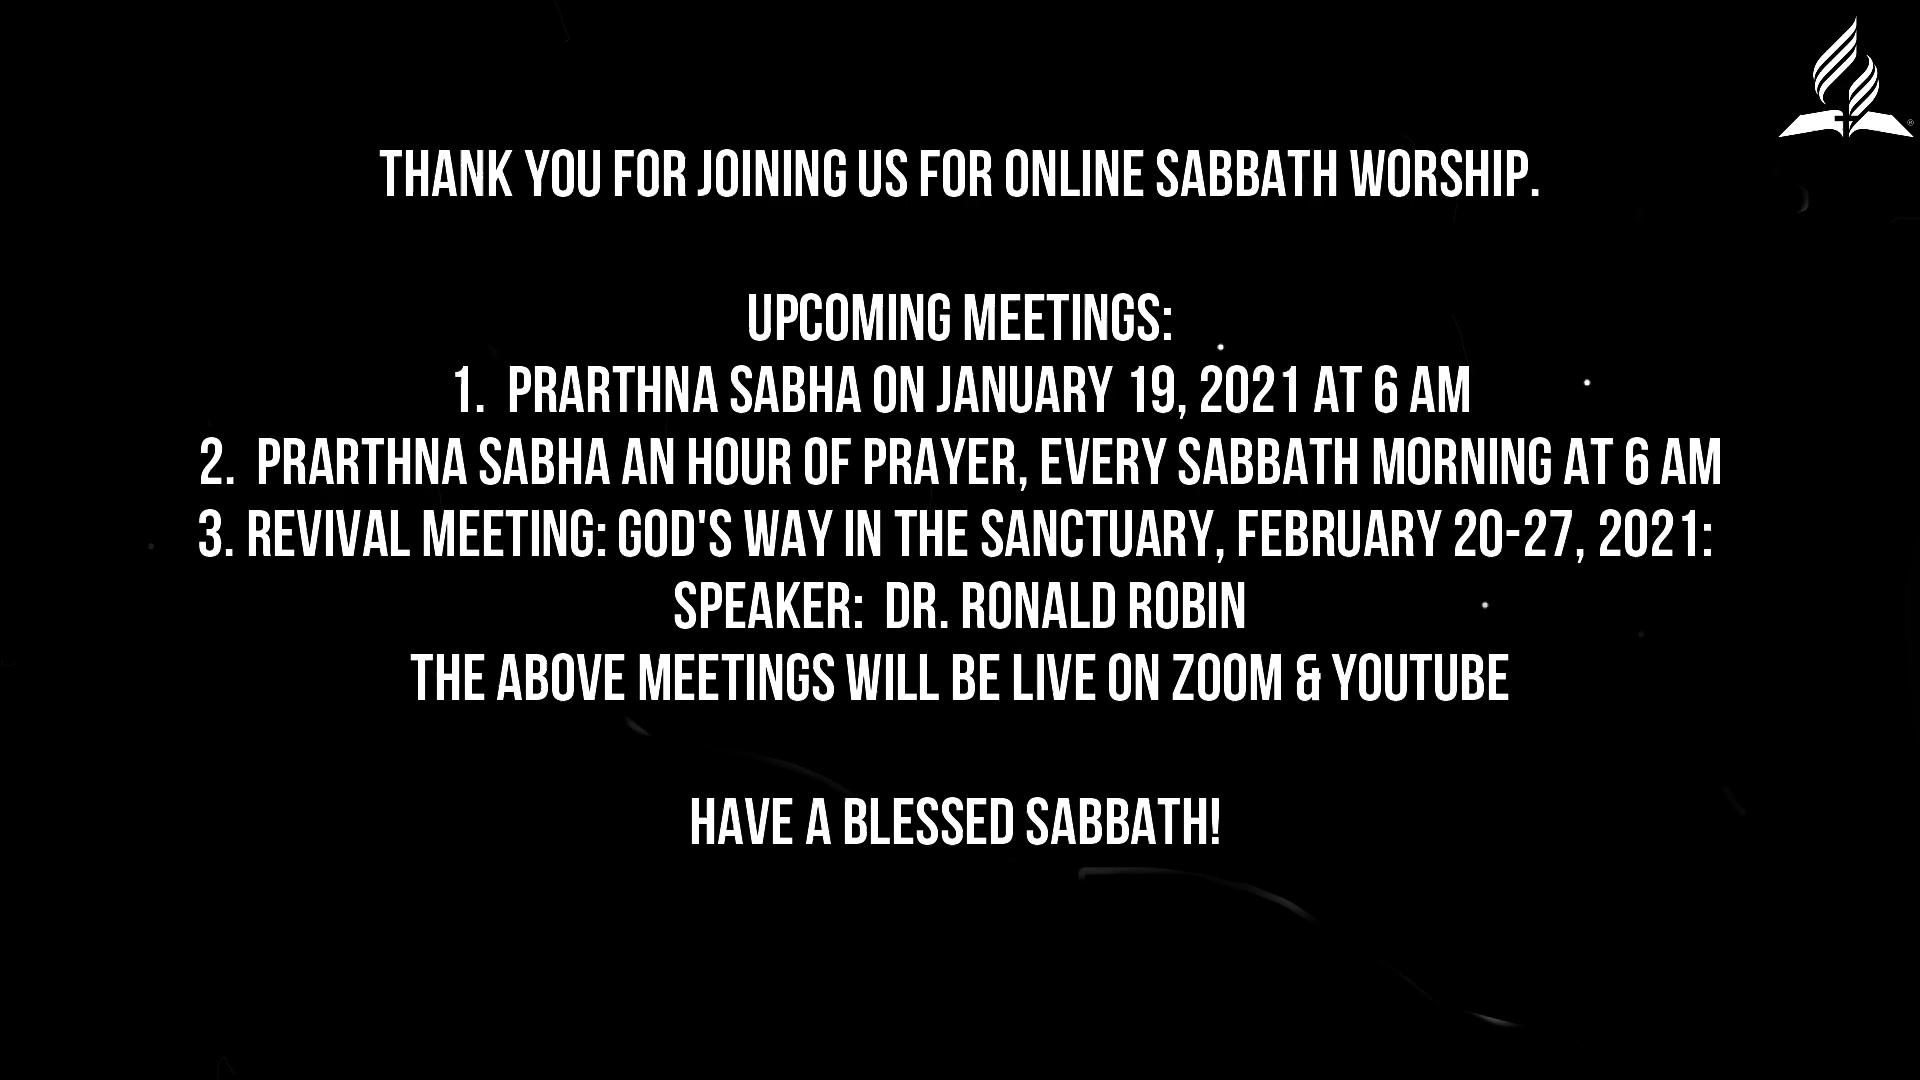 THANK YOU FOR JOINING US FOR ONLINE SABBATH WORSHIP.
UPCOMING MEETINGS:
1. PRARTHNA SABHA ON JANUARY 19, 2021 AT 6 AM
2. PRARTHNA SABHA AN HOUR OF PRAYER, EVERY SABBATH MORNING AT 6 AM
3. REVIVAL MEETING: GOD'S WAY IN THE SANCTUARY, FEBRUARY 20-27, 2021:
SPEAKER: DR. RONALD ROBIN
THE ABOVE MEETINGS WILL BE LIVE ON ZOOM & YOUTUBE
HAVE A BLESSED SABBATH!